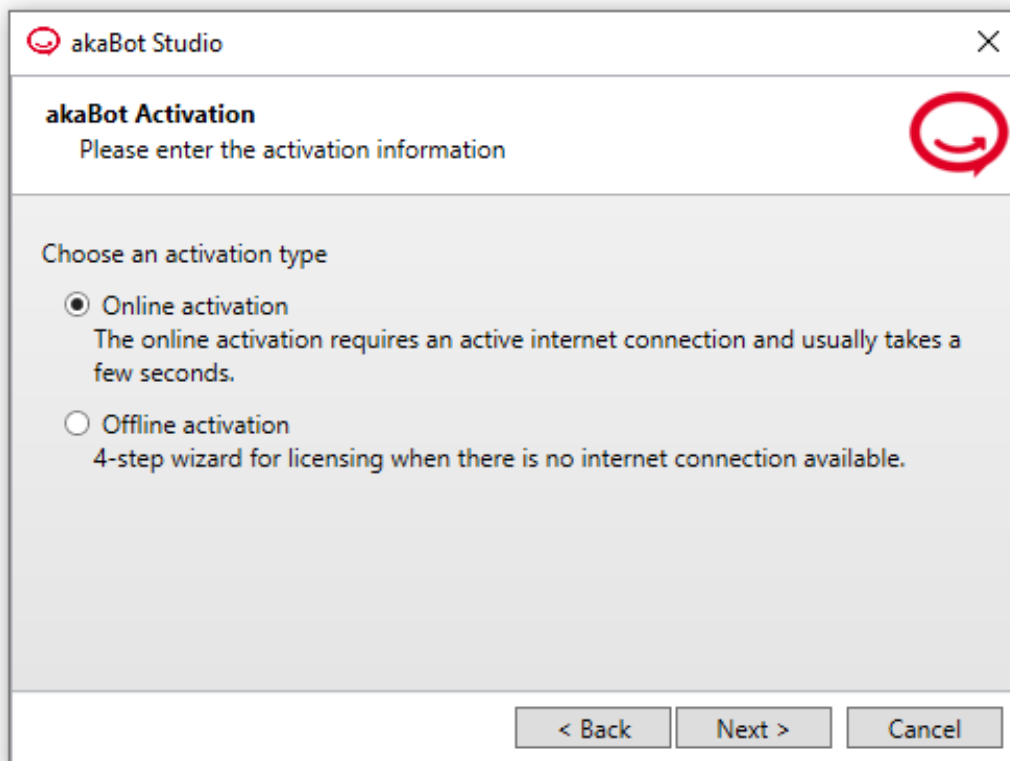 akaBot Studio
akaBot Activation
Please enter the activation information
Choose an activation type
Online activation
The online activation requires an active internet connection and usually takes a
few seconds.
Offline activation
4-step wizard for licensing when there is no internet connection available.
< Back
Next >
Cancel